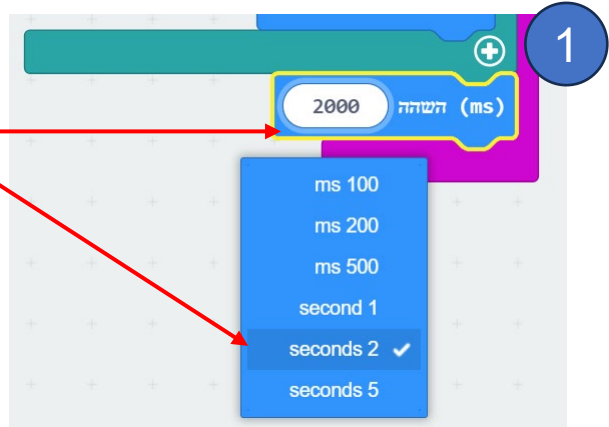 1
השהה (ms) 2000
ms 100
ms 200
ms 500
second 1
seconds 2
seconds 5